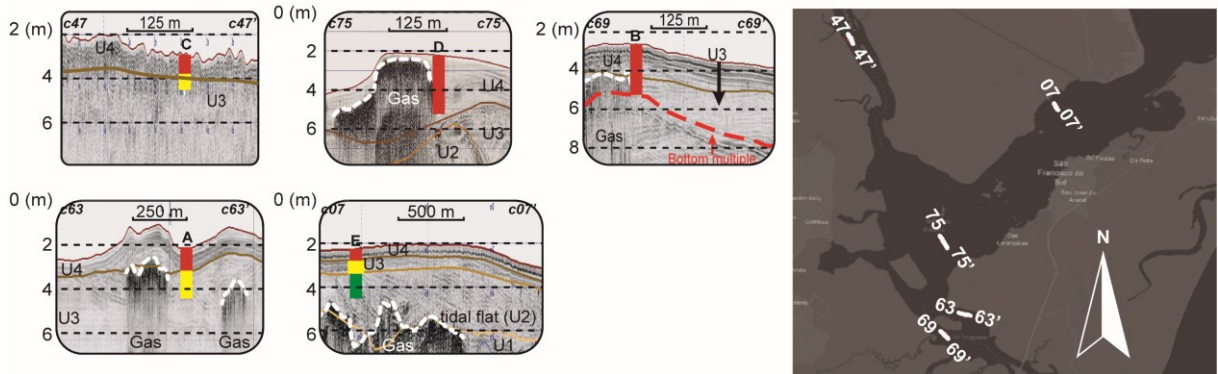 2 (m)
c47
125 m
c47'
U4
C
4
U3
6
0 (m)
c75
125 m
c75'
2
D
4
Gas
U4
6
U3
U2
2 (m)
c69
125 m
c69'
B
U3
4
U4
6
Gas
8
Bottom multiple
0 (m)
c63
250 m
c63'
A
2
U4
4
U3
6
Gas
Gas
0 (m)
c07
500 m
c07'
2
E
U4
U3
4
tidal flat (U2)
6
Gas
U1
47
47'
07
07'
São
Francisco do
Sul
75
75'
63
63'
69
69'
N